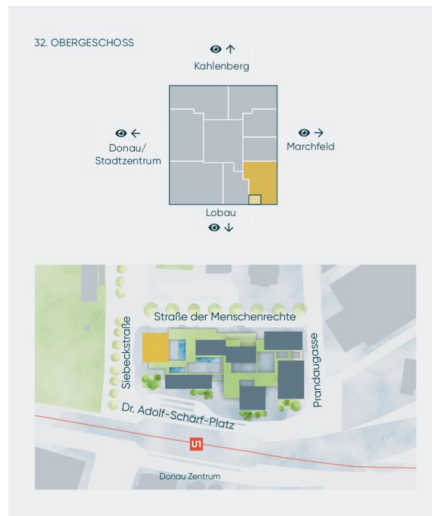 32. OBERGESCHOSS
Kahlenberg
Donau/
Stadtzentrum
Marchfeld
Lobau
Straße der Menschenrechte
Siebeckstraße
Prandaugasse
Dr. Adolf-Schärf-Platz
U1
Donau Zentrum